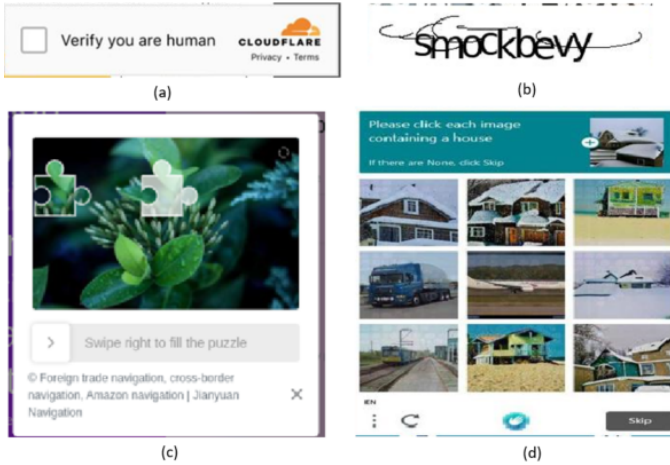 Verify you are human
CLOUDFLARE
Privacy • Terms
(a)
smockbevy
(b)
Swipe right to fill the puzzle
© Foreign trade navigation, cross-border
navigation, Amazon navigation | Jianyuan
Navigation
(c)
Please click each image
containing a house
If there are None, click Skip
EN
Skip
(d)